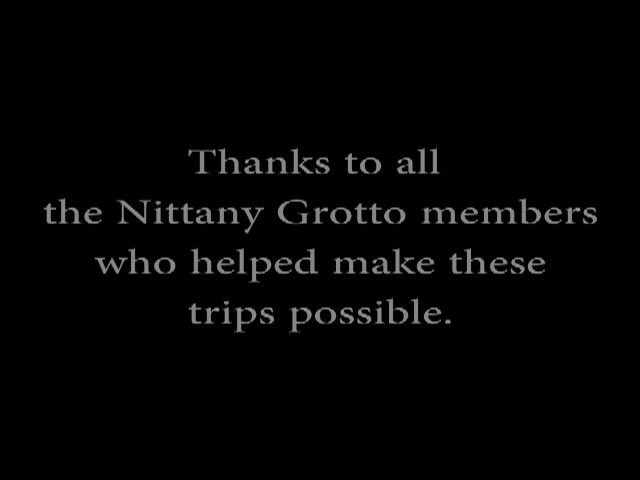 Thanks to all
the Nittany Grotto members
who helped make these
trips possible.